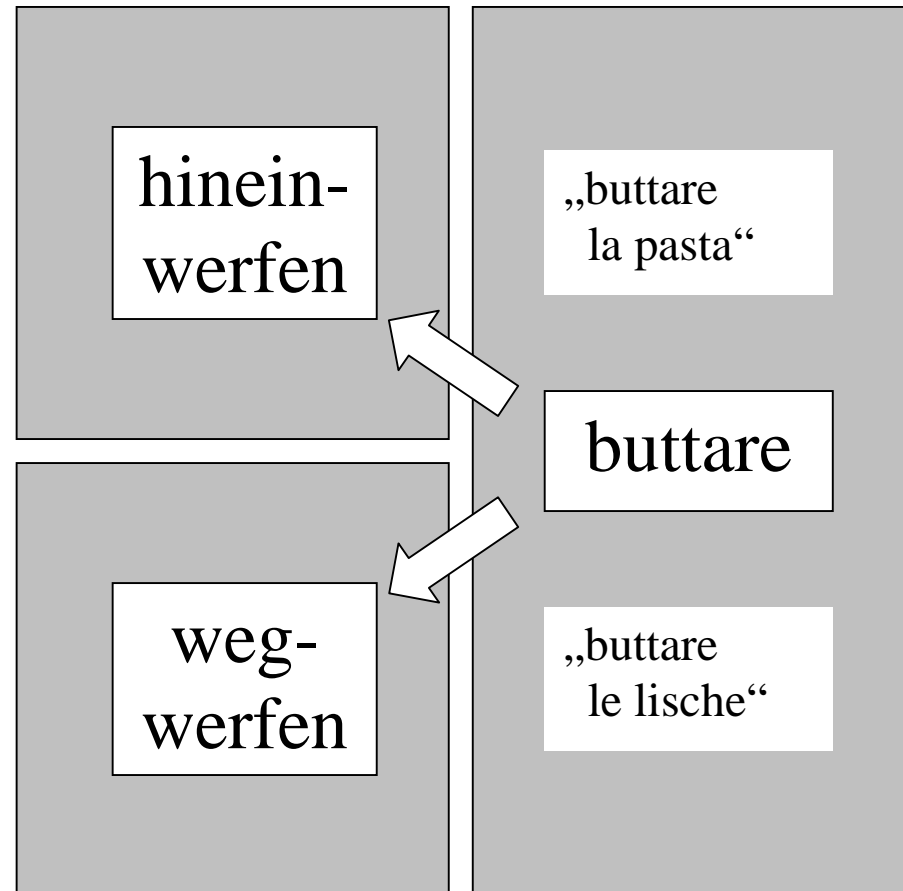 hinein-
werfen
„buttare
la pasta“
buttare
weg-
werfen
„buttare
le lische“